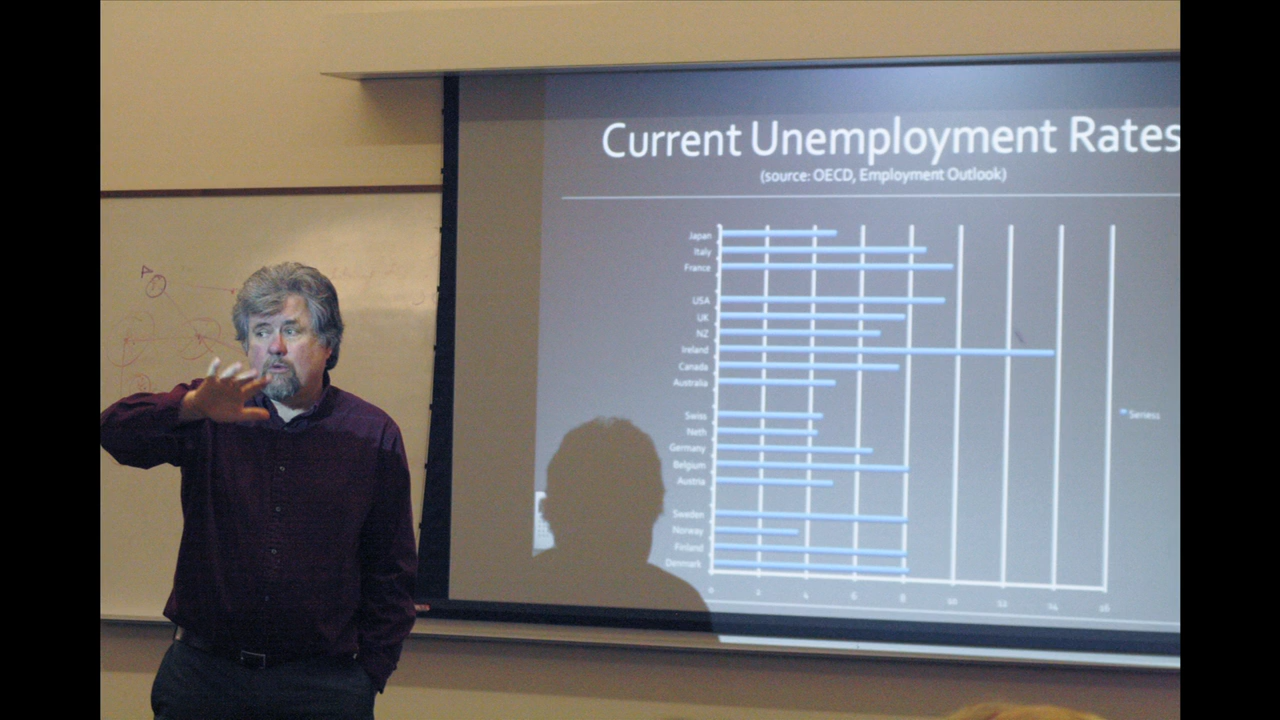 Current Unemployment Rates
(source: OECD, Employment Outlook)
Japan
Italy
France
USA
UK
NZ
Ireland
Canada
Australia
Swiss
Neth
Germany
Belgium
Austria
Sweden
Norway
Finland
Denmark
0 2 4 6 8 10 12 14 16
Series1
A